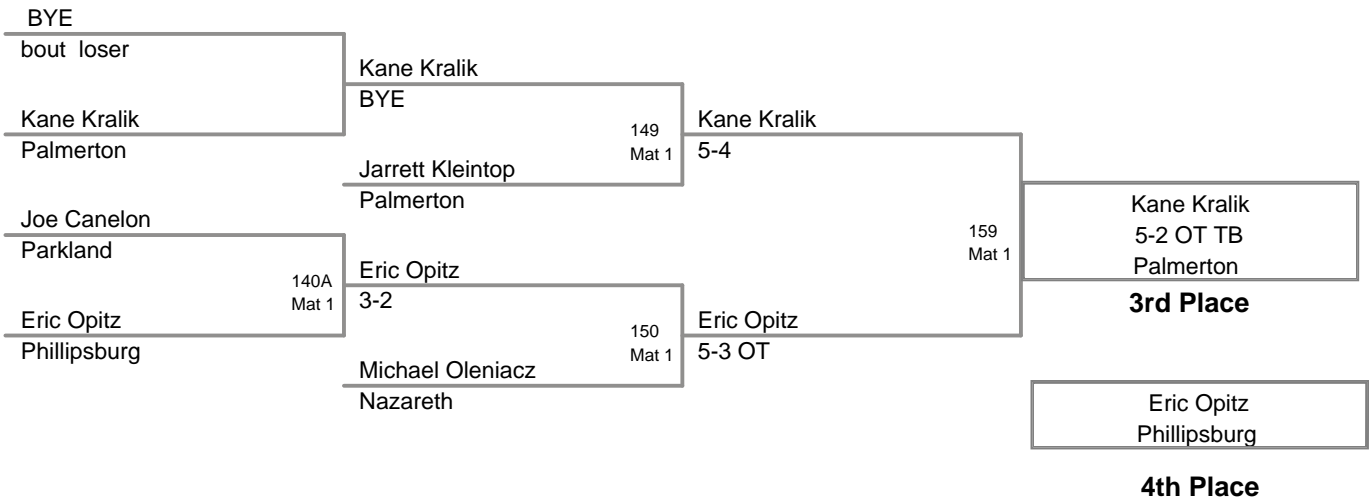 BYE
bout loser
Kane Kralik
BYE
Kane Kralik
Palmerton
149
Mat 1
Kane Kralik
5-4
Jarrett Kleintop
Palmerton
Joe Canelon
Parkland
140A
Mat 1
Eric Opitz
3-2
Eric Opitz
Phillipsburg
150
Mat 1
Eric Opitz
5-3 OT
Michael Oleniacz
Nazareth
159
Mat 1
Kane Kralik
5-2 OT TB
Palmerton
3rd Place
Eric Opitz
Phillipsburg
4th Place